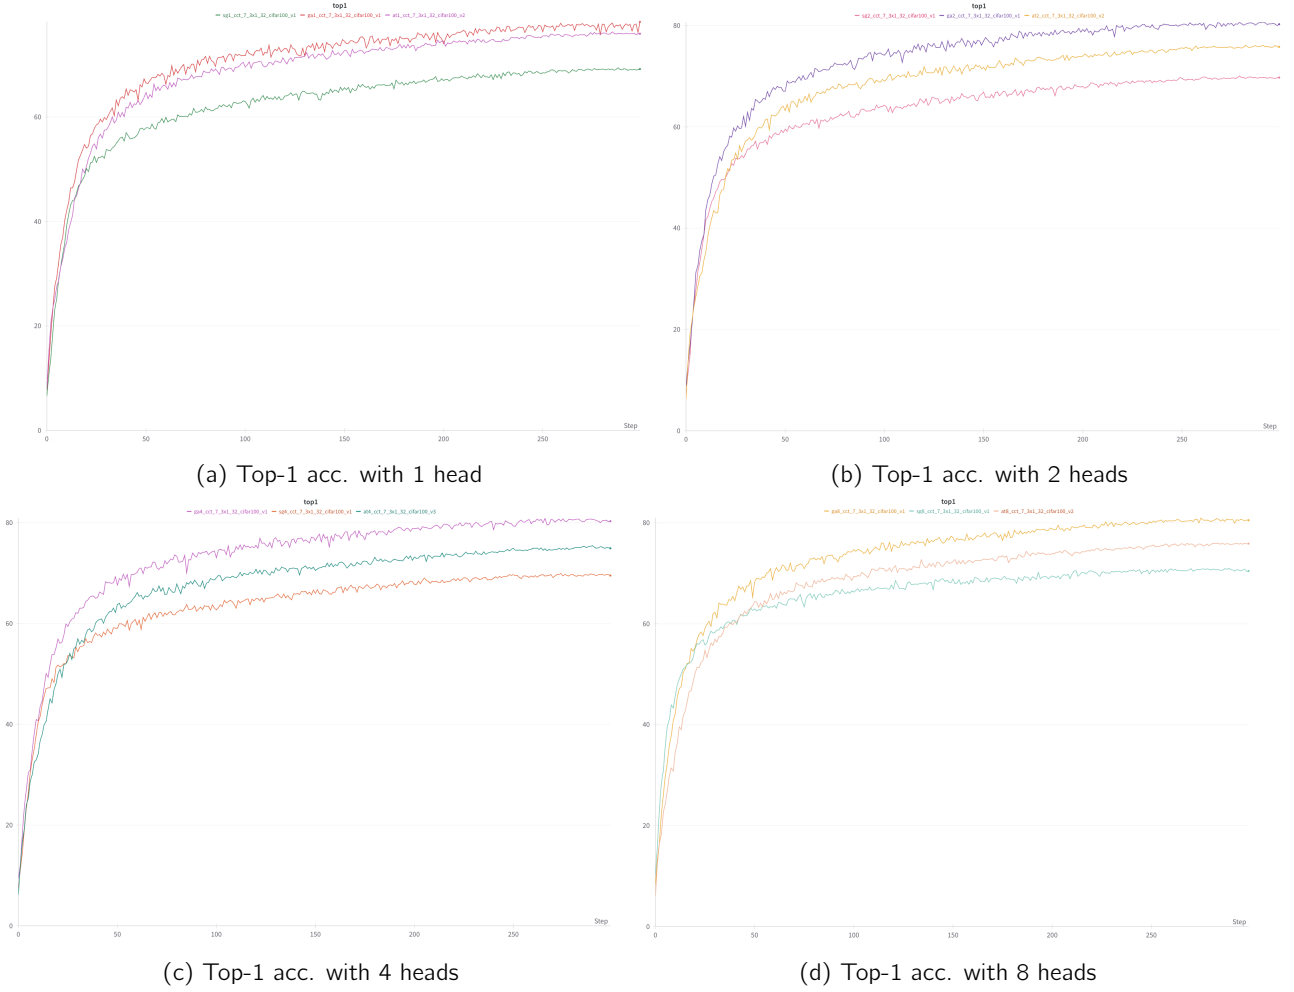 top1
sg1_cct_7_3x1_32_cifar100_v1 ga1_cct_7_3x1_32_cifar100_v1 at1_cct_7_3x1_32_cifar100_v2
60
40
20
0
0 50 100 150 200 250
Step
(a) Top-1 acc. with 1 head
top1
sg2_cct_7_3x1_32_cifar100_v1 ga2_cct_7_3x1_32_cifar100_v1 at2_cct_7_3x1_32_cifar100_v2
80
60
40
20
0
0 50 100 150 200 250
Step
(b) Top-1 acc. with 2 heads
top1
ga4_cct_7_3x1_32_cifar100_v1 sg4_cct_7_3x1_32_cifar100_v1 at4_cct_7_3x1_32_cifar100_v3
80
60
40
20
0
0 50 100 150 200 250
Step
(c) Top-1 acc. with 4 heads
top1
ga8_cct_7_3x1_32_cifar100_v1 sg8_cct_7_3x1_32_cifar100_v1 at8_cct_7_3x1_32_cifar100_v2
80
60
40
20
0
0 50 100 150 200 250
Step
(d) Top-1 acc. with 8 heads